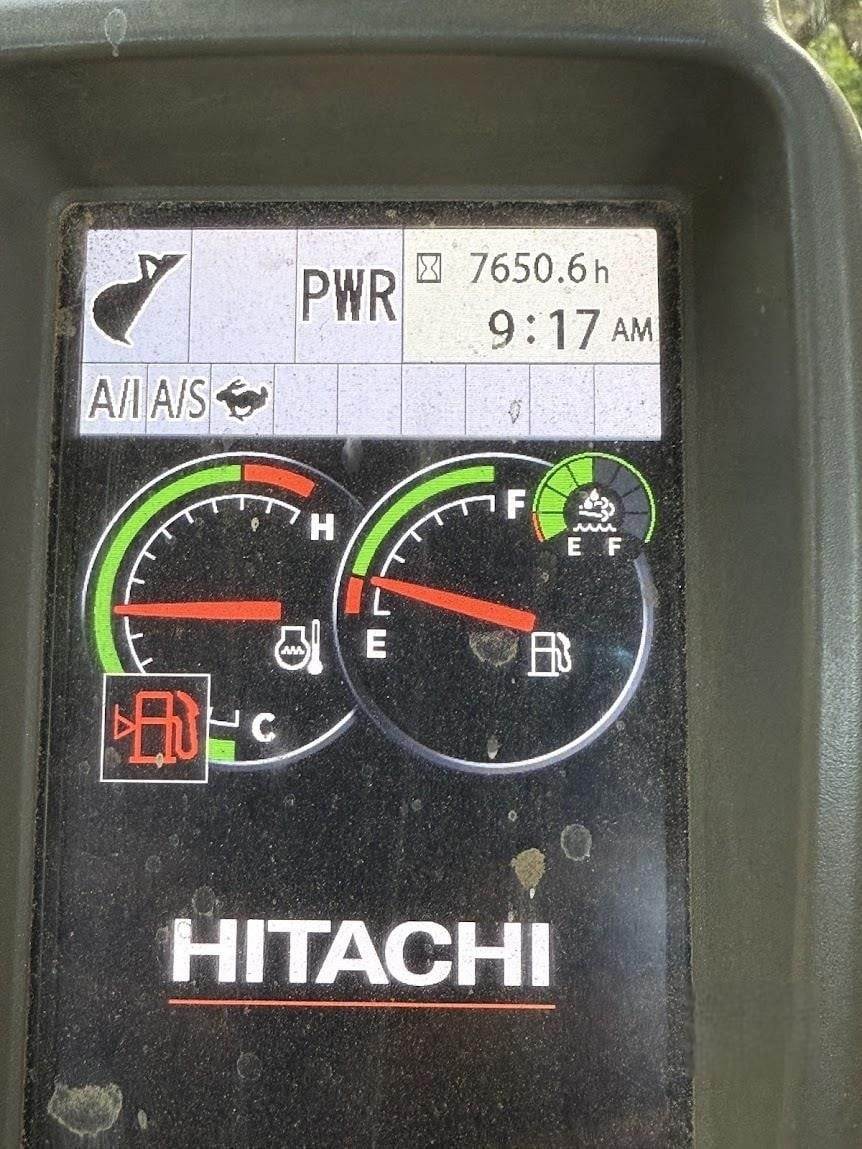 PWR
7650.6h
9:17 AM
A/I A/S
H
C
F
E
E F
HITACHI